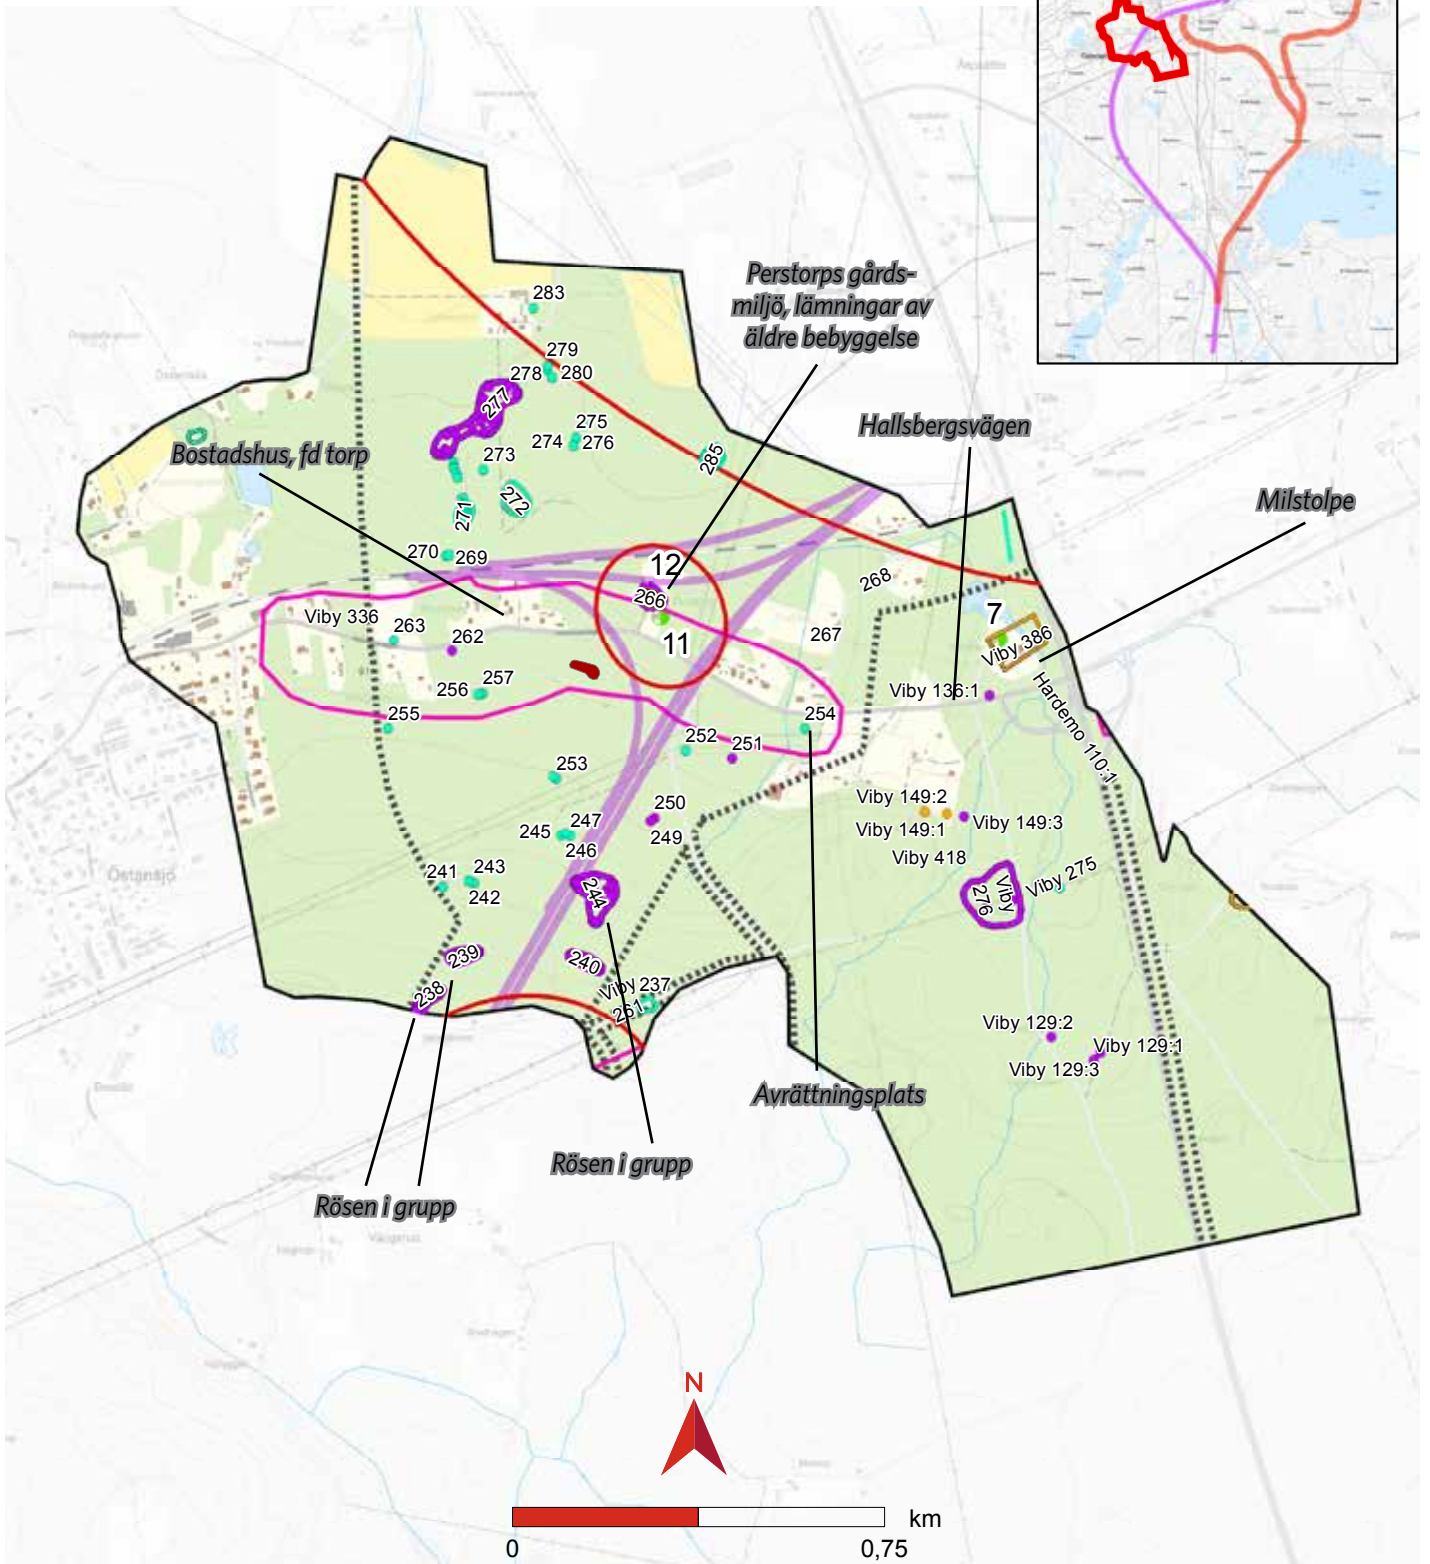 Perstorps gårds-
miljö, lämningar av
äldre bebyggelse
283
279
278
280
277
275
274
276
Hallsbergsvägen
Bostadshus, fd torp
273
285
Milstolpe
272
271
270
269
12
268
266
7
Viby 336
263
262
267
11
Viby 386
257
256
Viby 136:1
Hardemo 110:1
255
254
252
251
253
250
Viby 149:2
245
247
249
Viby 149:1
Viby 149:3
246
Viby 418
241
243
242
244
Viby
276
Viby 275
239
240
238
Viby 237
261
Viby 129:2
Viby 129:1
Viby 129:3
Östansjö
Avrättningsplats
Rösen i grupp
Rösen i grupp
N
km
0
0,75